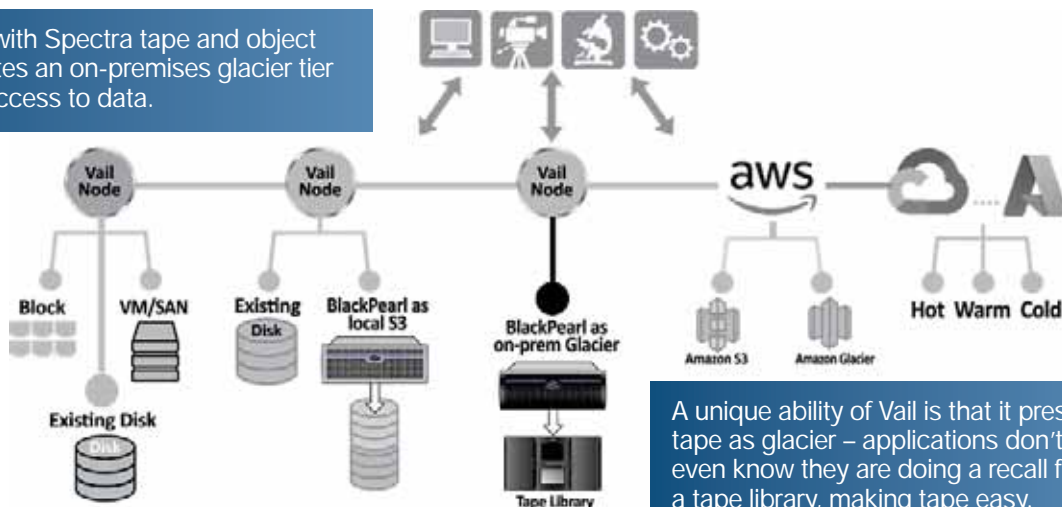 with Spectra tape and object
tes an on-premises glacier tier
ccess to data.
Vail
Node
Vail
Node
Vail
Node
aws
Block
VM/SAN
Existing Disk
Disk
Existing
Disk
BlackPearl as
local S3
BlackPearl as
on-prem Glacier
Tape Library
Amazon S3
Amazon Glacier
Hot Warm Cold
A unique ability of Vail is that it pres
tape as glacier – applications don't
even know they are doing a recall f
a tape library, making tape easy.